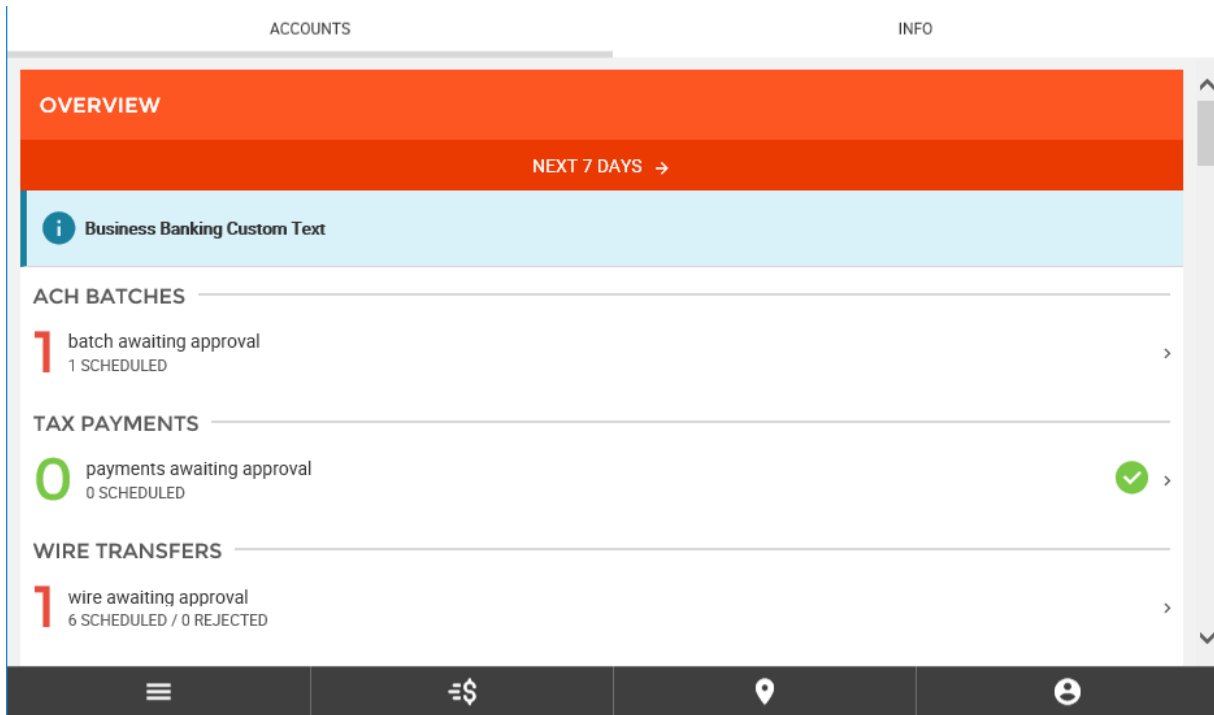 ACCOUNTS
INFO
OVERVIEW
NEXT 7 DAYS →
Business Banking Custom Text
ACH BATCHES
1 batch awaiting approval
1 SCHEDULED
TAX PAYMENTS
0 payments awaiting approval
0 SCHEDULED
WIRE TRANSFERS
1 wire awaiting approval
6 SCHEDULED / 0 REJECTED